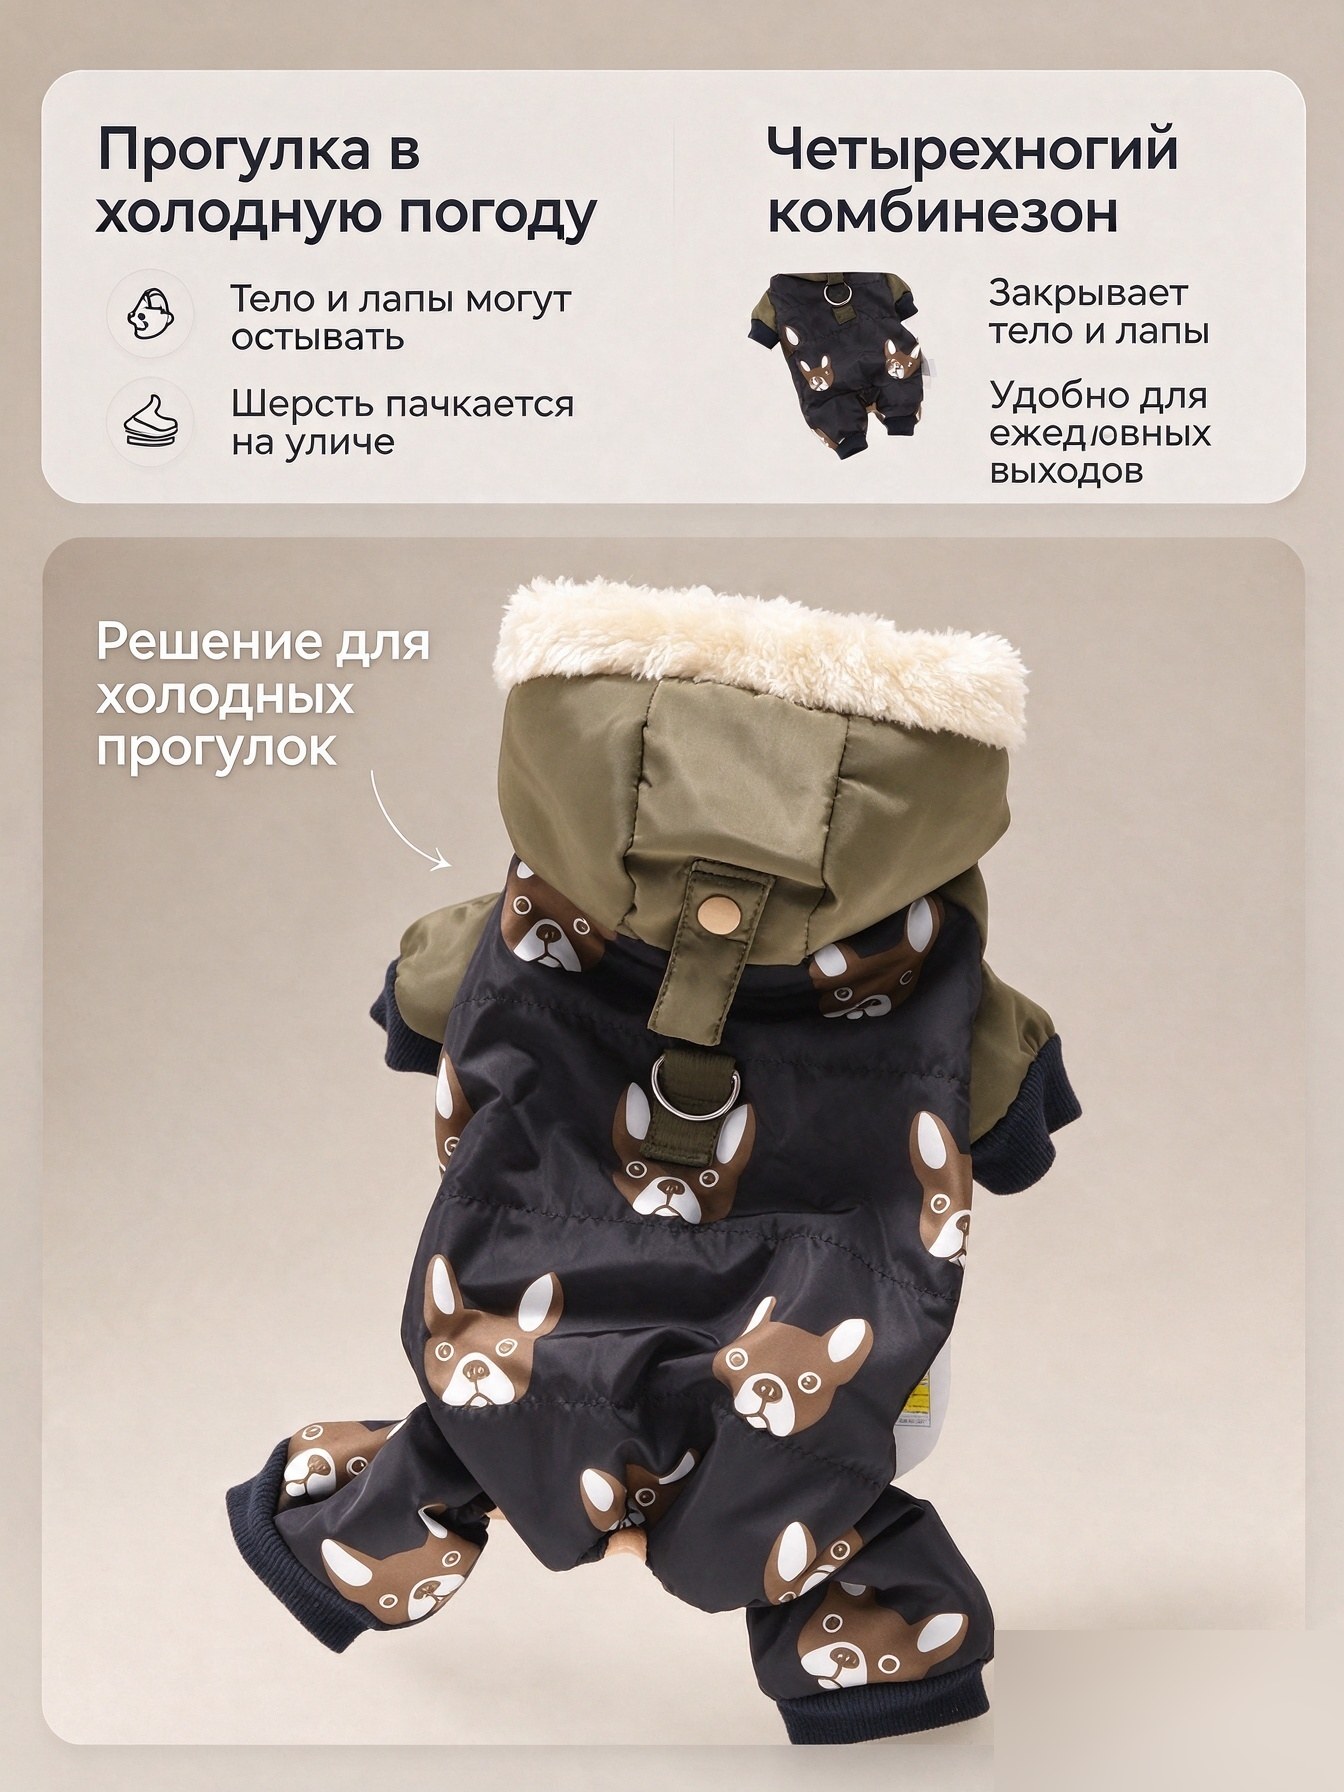 Прогулка в
холодную погоду
Тело и лапы могут
остывать
Шерсть пачкается
на уличе
Четырехногий
комбинезон
Закрывает
тело и лапы
Удобно для
выходов
Решение для
холодных
прогулок